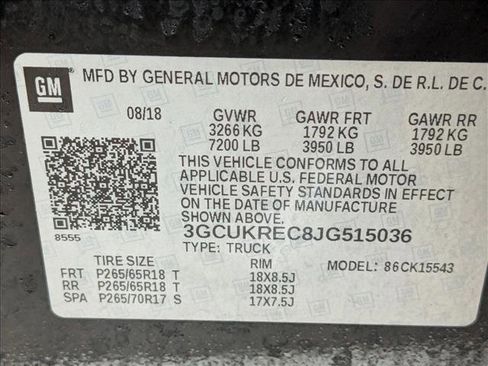 GM
MFD BY GENERAL MOTORS DE MEXICO, S. DE R.L. DE C.
08/18 GVWR GAWR FRT GAWR RR
3266 KG 1792 KG 1792 KG
7200 LB 3950 LB 3950 LB
THIS VEHICLE CONFORMS TO ALL
APPLICABLE U.S. FEDERAL MOTOR
VEHICLE SAFETY STANDARDS IN EFFECT
ON THE DATE OF MANUFACTURE
SHOWN ABOVE.
8555
3GCUKREC8JG515036
TYPE: TRUCK
TIRE SIZE RIM MODEL: 86CK15543
FRT P265/65R18 T 18X8.5J
RR P265/65R18 T 18X8.5J
SPA P265/70R17 S 17X7.5J